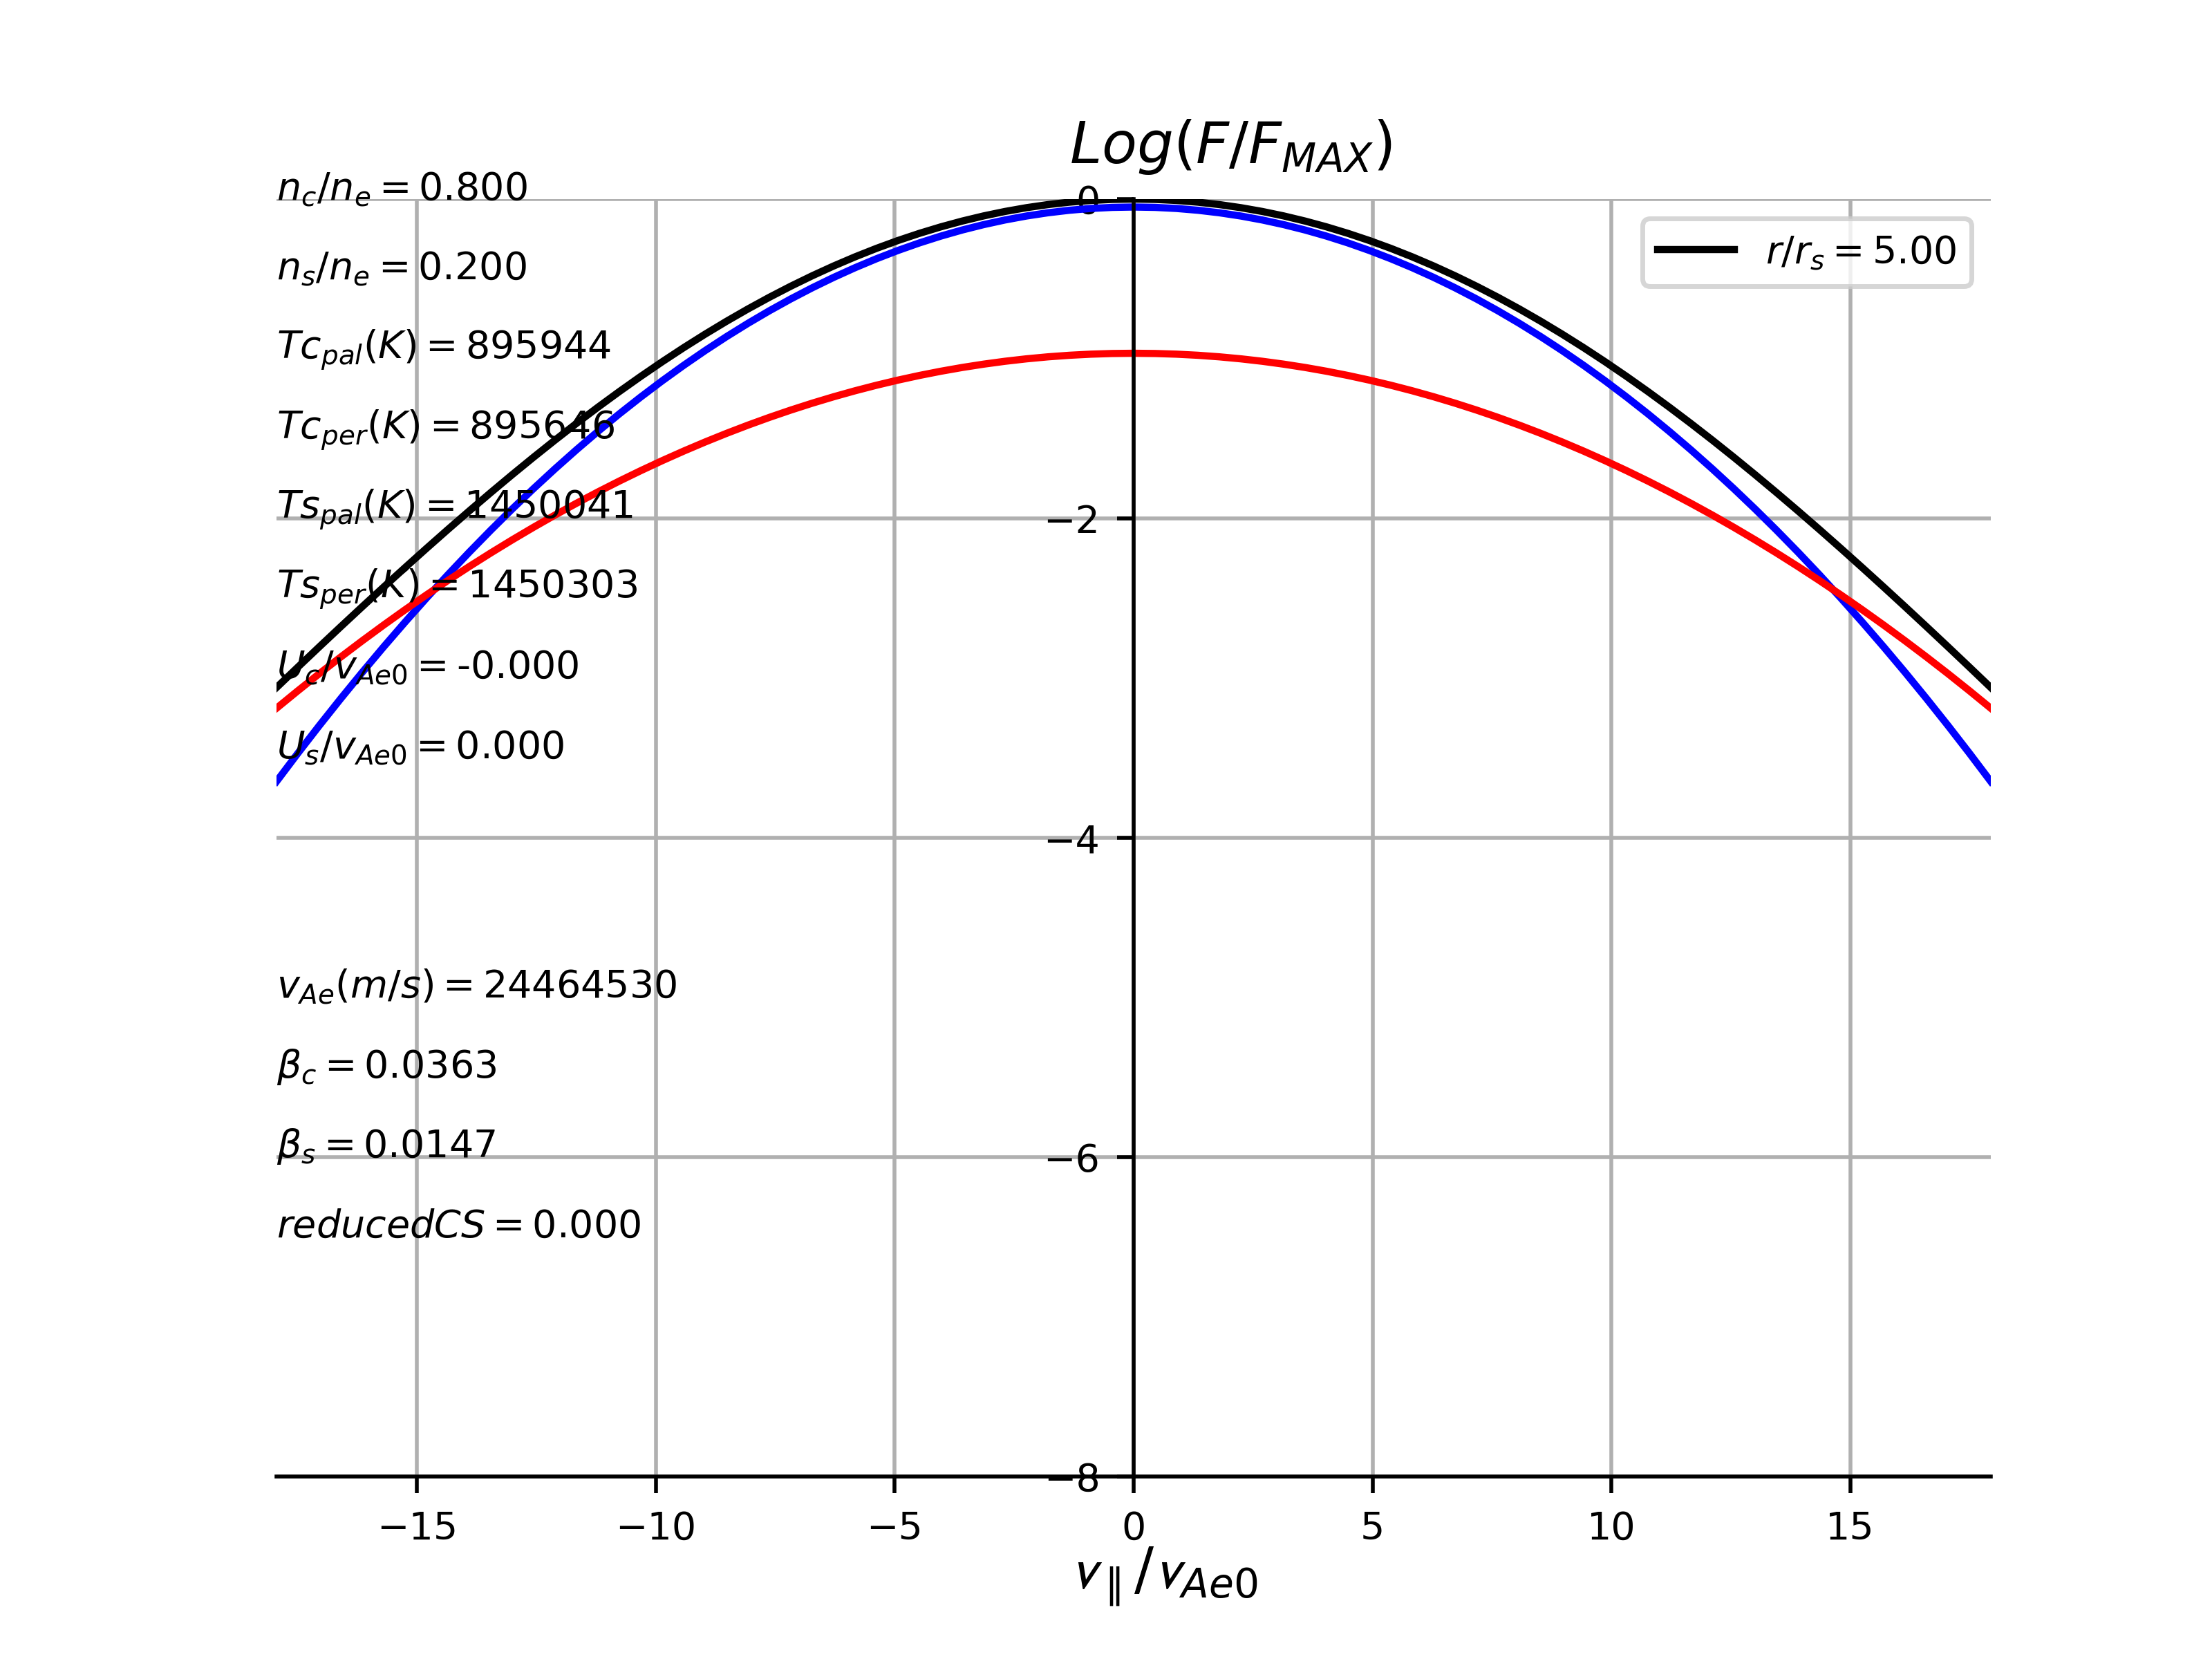 Log(F/F_MAX)
n_c/n_e = 0.800
0
n_s/n_e = 0.200
r/r_s = 5.00
Tc_pal(K) = 895944
Tc_per(K) = 895646
Ts_pal(K) = 1450041
−2
Ts_per(K) = 1450303
U_c/v_Ae0 = -0.000
U_s/v_Ae0 = 0.000
−4
v_Ae(m/s) = 24464530
β_c = 0.0363
β_s = 0.0147
−6
reducedCS = 0.000
−8
−15 −10 −5 0 5 10 15
v_∥/v_Ae0